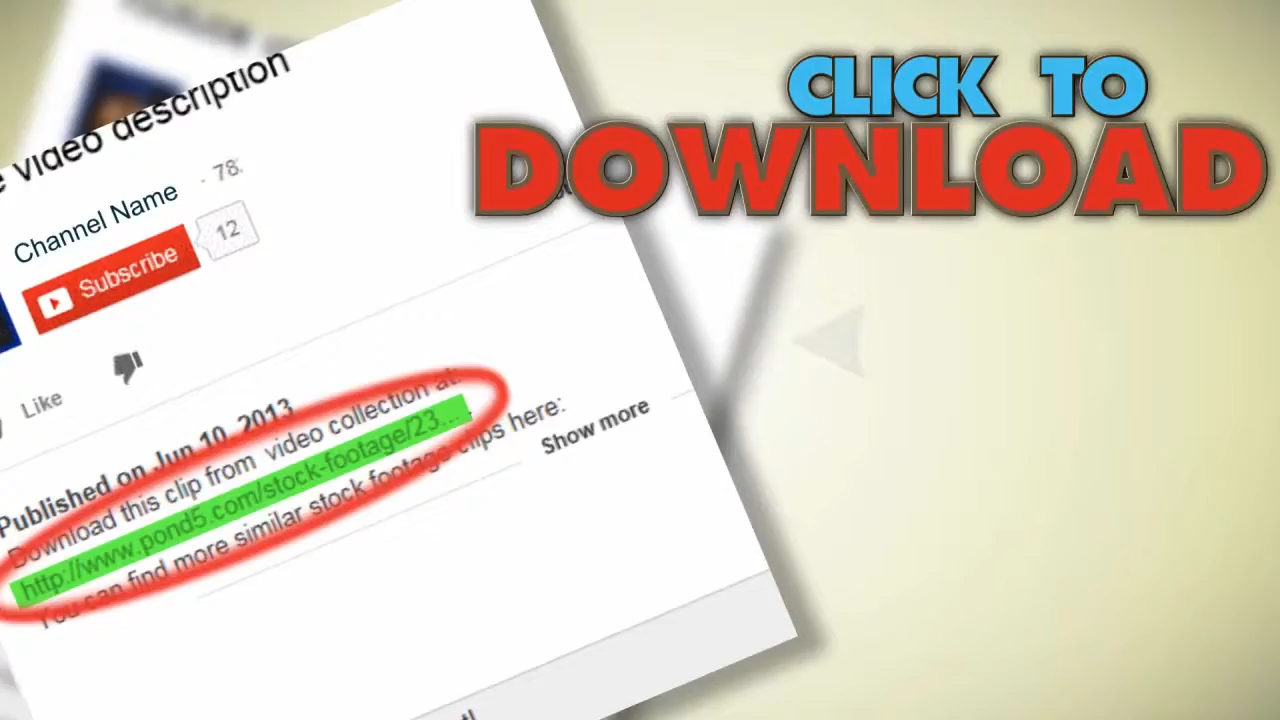 CLICK TO
DOWNLOAD
video description
Channel Name
78
Subscribe
12
Like
Published on Jun 10, 2013
Download this clip from video collection at:
http://www.pond5.com/stock-footage/23...
You can find more similar stock footage clips here:
Show more